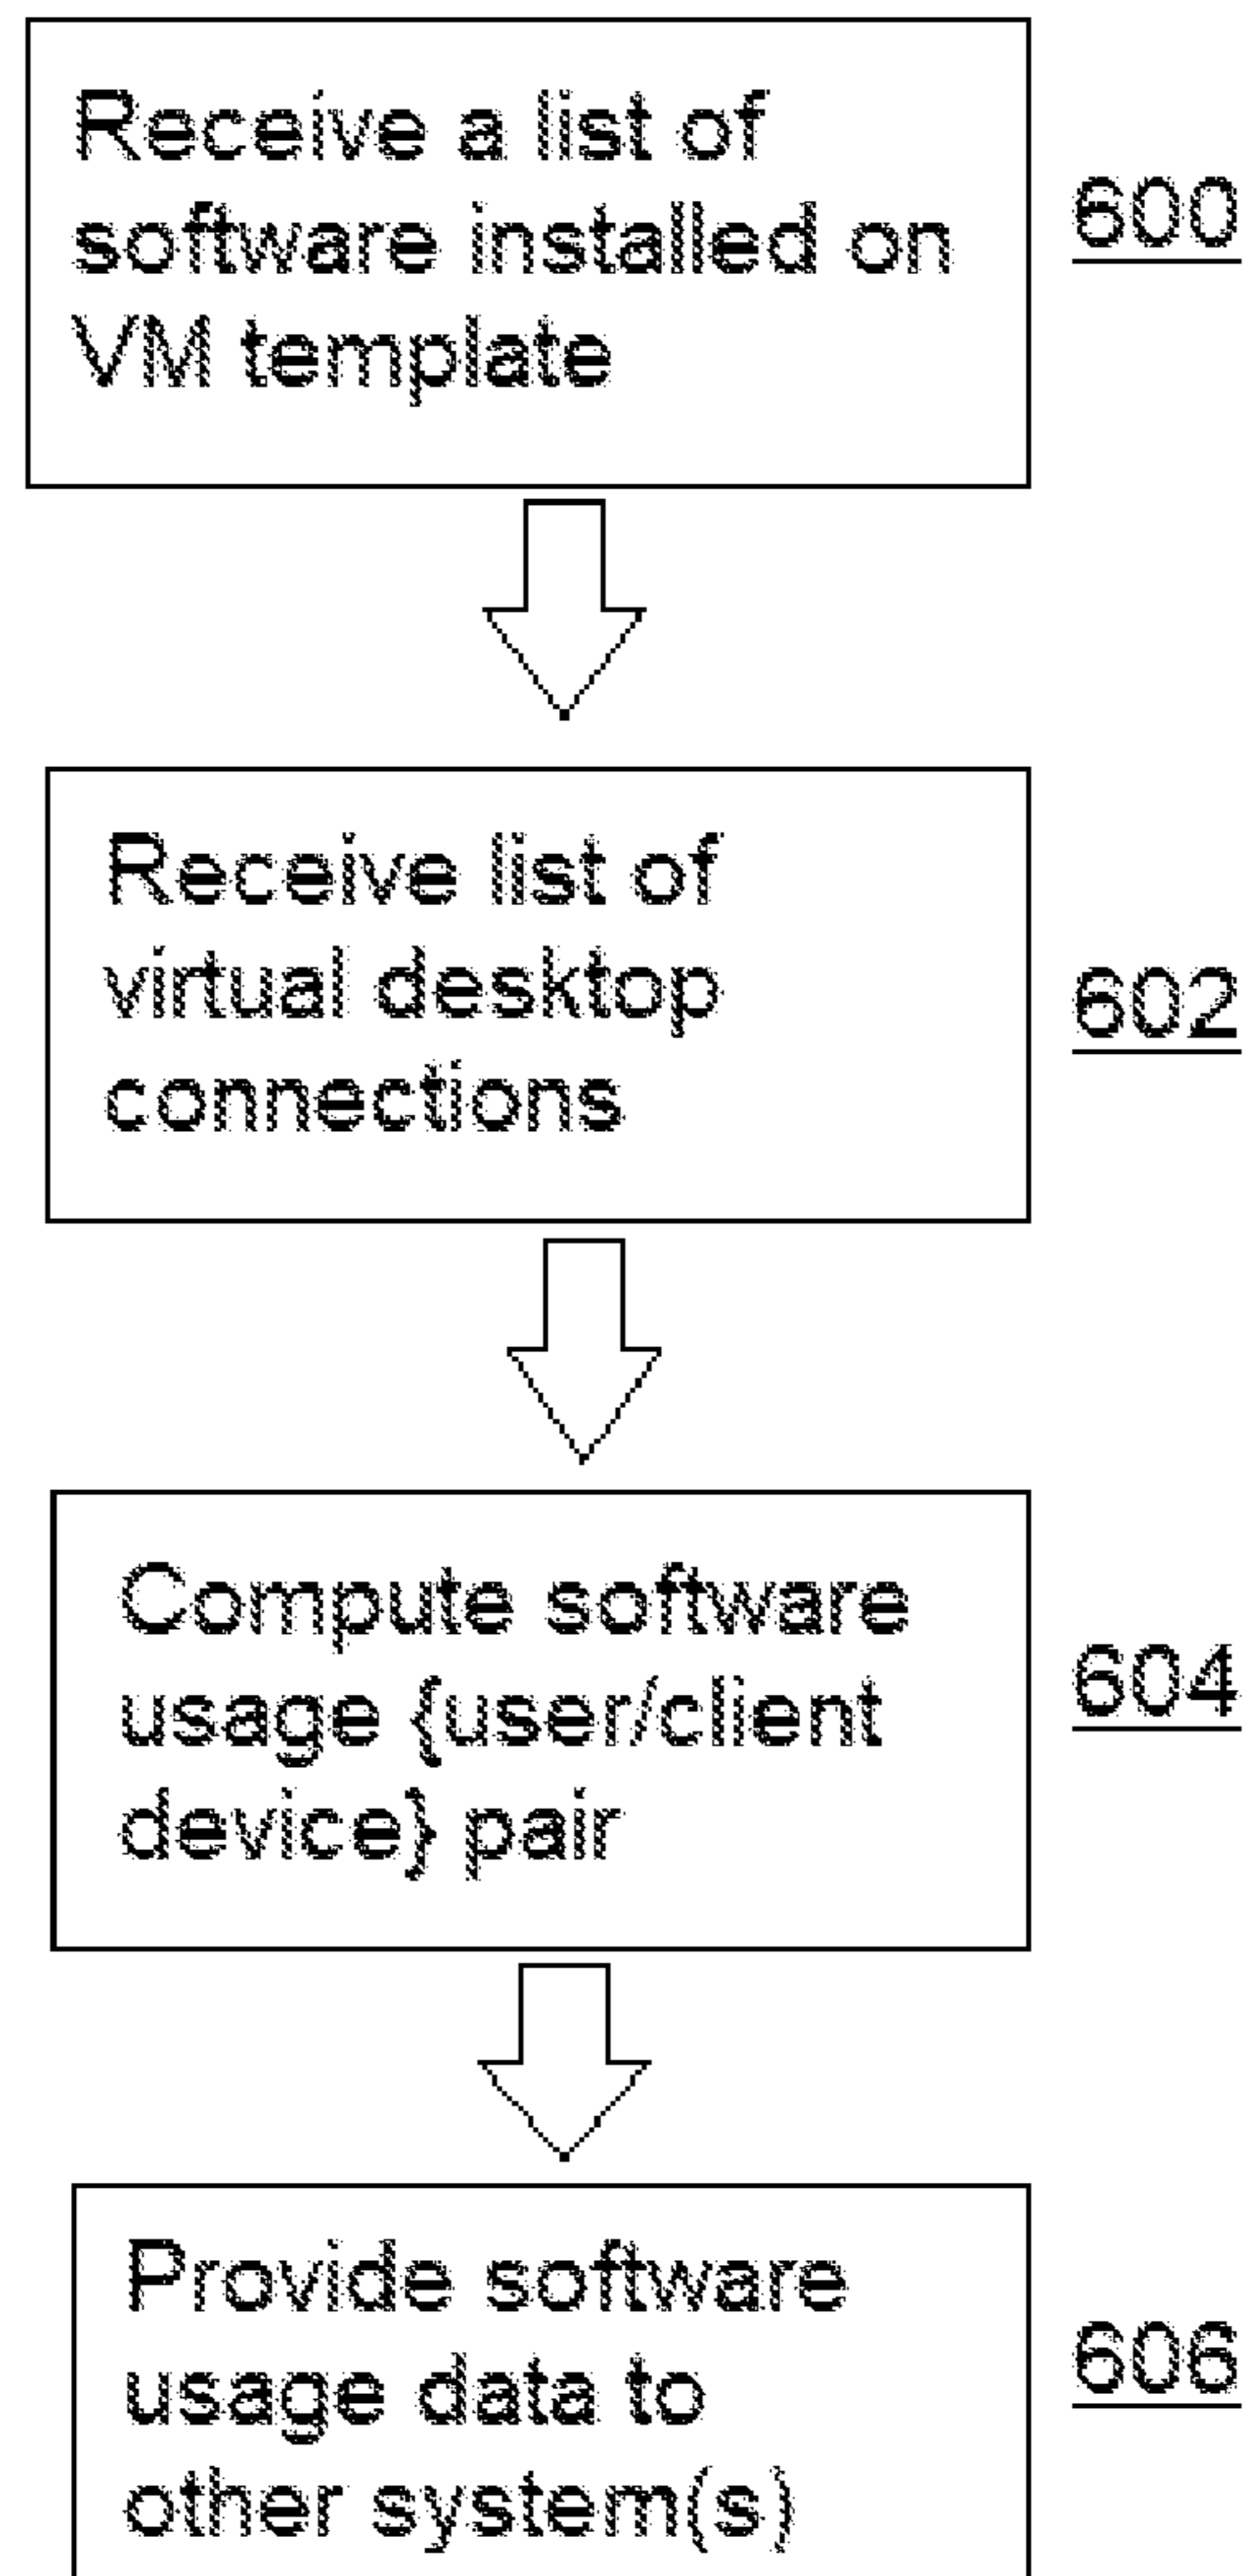 Receive a list of
software installed on
VM template
600
Receive list of
virtual desktop
connections
602
Compute software
usage {user/client
device} pair
604
Provide software
usage data to
other system(s)
606